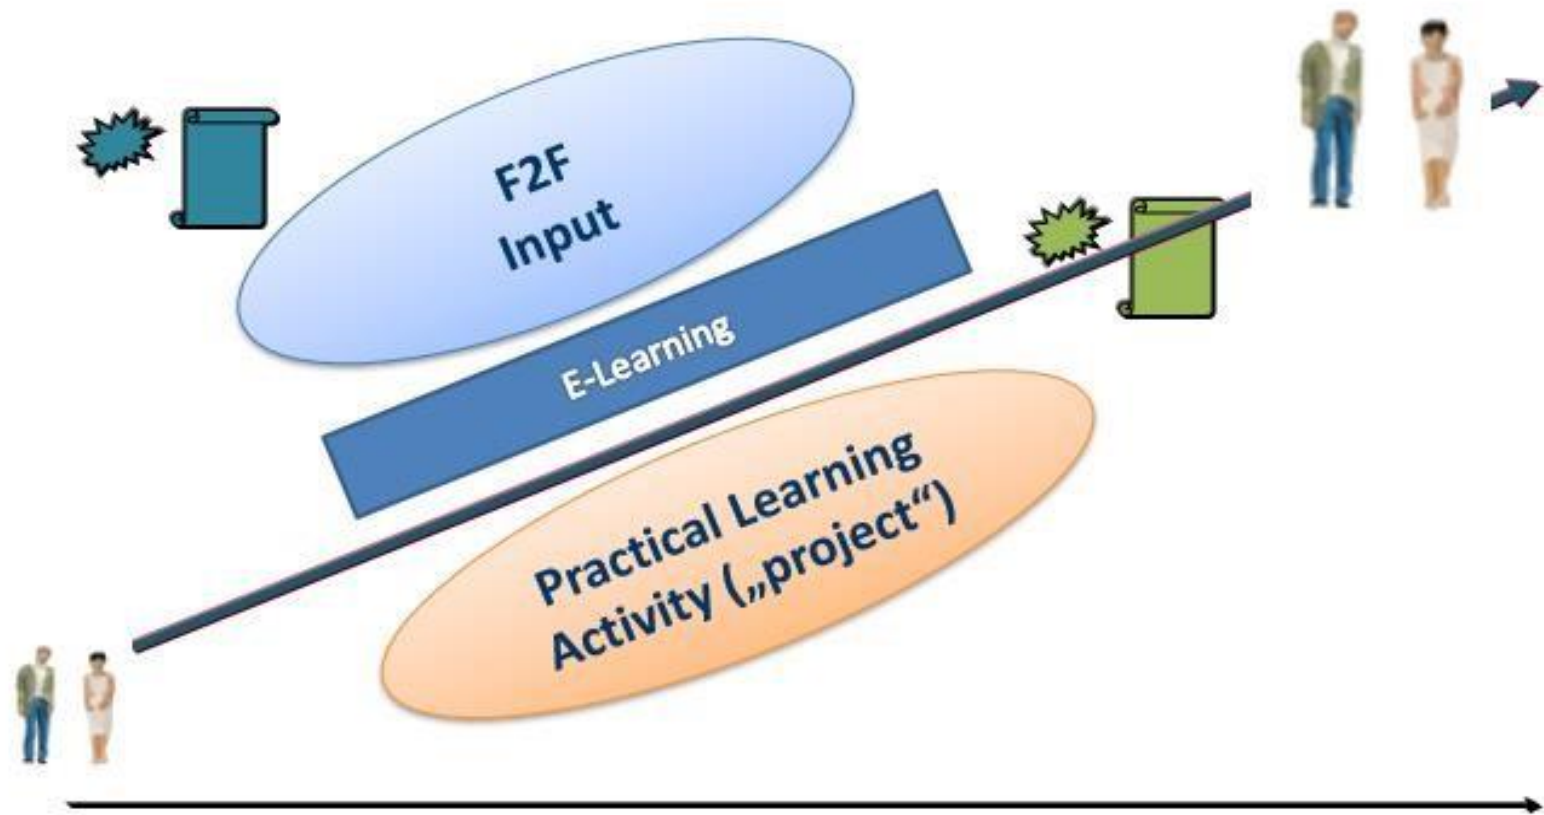 F2F
Input
E-Learning
Practical Learning
Activity („project“)